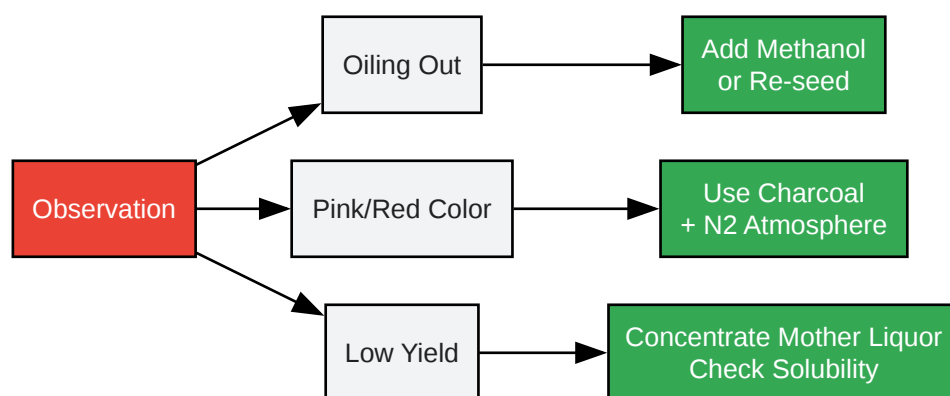 Oiling Out
Add Methanol
or Re-seed
Observation
Pink/Red Color
Use Charcoal
+ N2 Atmosphere
Low Yield
Concentrate Mother Liquor
Check Solubility